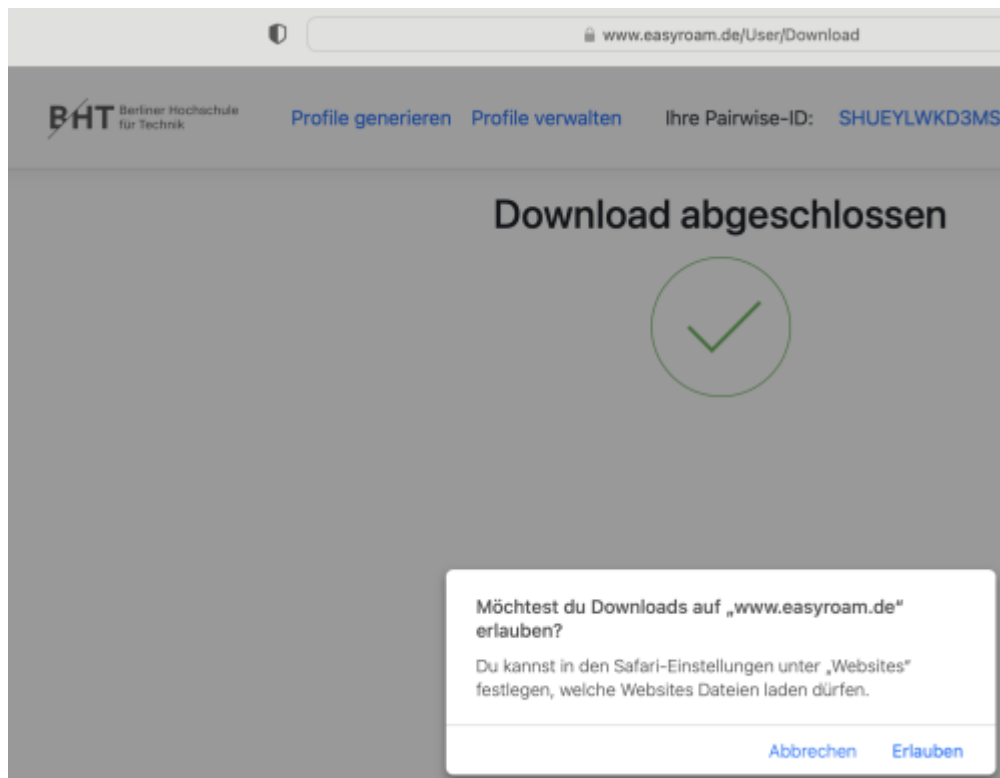 www.easyroam.de/User/Download
BHT Berliner Hochschule
für Technik
Profile generieren Profile verwalten Ihre Pairwise-ID: SHUEYLWKD3MS
Download abgeschlossen
Möchtest du Downloads auf „www.easyroam.de“
erlauben?
Du kannst in den Safari-Einstellungen unter „Websites“
festlegen, welche Websites Dateien laden dürfen.
Abbrechen Erlauben